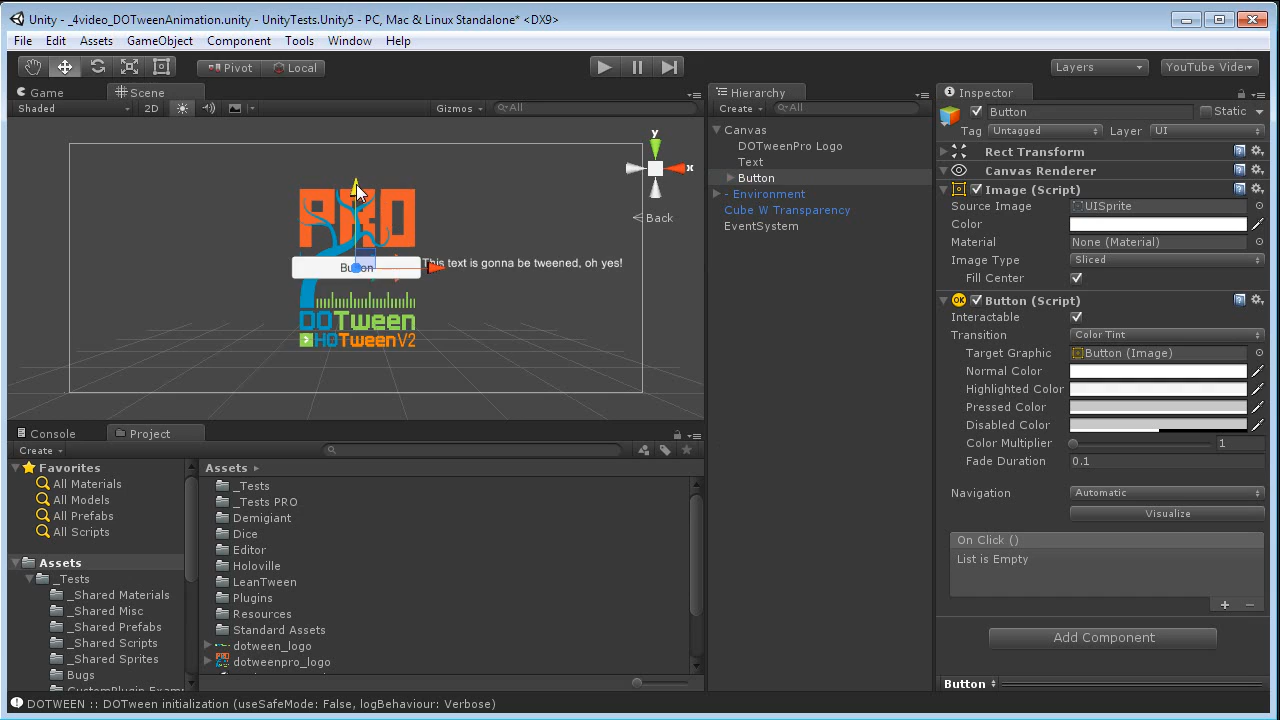 Unity - _4video_DOTweenAnimation.unity - UnityTests.Unity5 - PC, Mac & Linux Standalone* <DX9>
File Edit Assets GameObject Component Tools Window Help
Pivot Local Layers YouTube Vide
Game Scene
Shaded 2D Gizmos All
y
x
Back
PRO
This text is gonna be tweened, oh yes!
Button
DOTween
HOTweenV2
Hierarchy
Create All
Canvas
DOTweenPro Logo
Text
Button
- Environment
Cube W Transparency
EventSystem
Console Project
Create
Favorites
All Materials
All Models
All Prefabs
All Scripts
Assets
_Tests
_Shared Materials
_Shared Misc
_Shared Prefabs
_Shared Scripts
_Shared Sprites
Bugs
CustomPlugin Exam
Assets
_Tests
_Tests PRO
Demigiant
Dice
Editor
Holoville
LeanTween
Plugins
Resources
Standard Assets
dotween_logo
dotweenpro_logo
Inspector
Button Static
Tag Untagged Layer UI
Rect Transform
Canvas Renderer
Image (Script)
Source Image UISprite
Color
Material None (Material)
Image Type Sliced
Fill Center
OK Button (Script)
Interactable
Transition Color Tint
Target Graphic Button (Image)
Normal Color
Highlighted Color
Pressed Color
Disabled Color
Color Multiplier 1
Fade Duration 0.1
Navigation Automatic
Visualize
On Click ()
List is Empty
Add Component
Button
DOTWEEN :: DOTween initialization (useSafeMode: False, logBehaviour: Verbose)